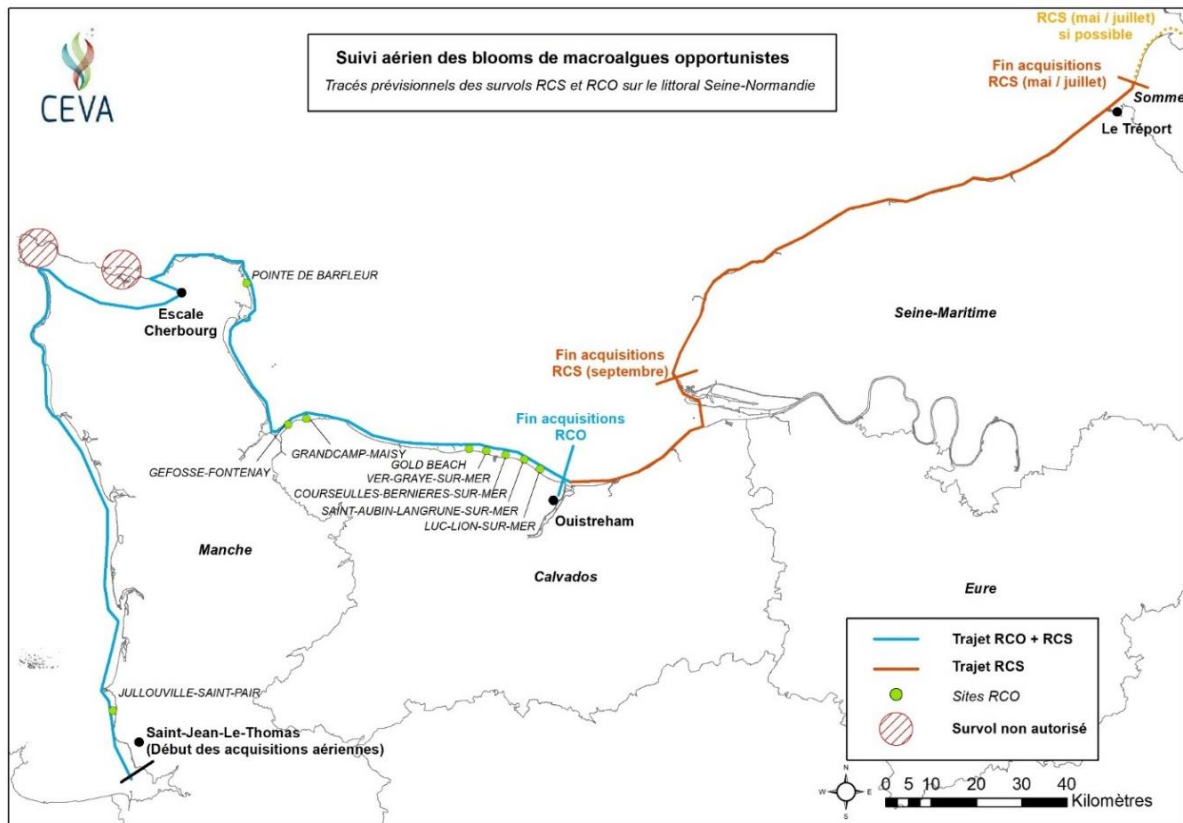 CEVA
Suivi aérien des blooms de macroalgues opportunistes
Tracés prévisionnels des survols RCS et RCO sur le littoral Seine-Normandie
RCS (mai / juillet)
si possible
Fin acquisitions
RCS (mai / juillet)
Somme
Le Tréport
POINTE DE BARFLEUR
Escale
Cherbourg
Seine-Maritime
Fin acquisitions
RCS (septembre)
Fin acquisitions
RCO
GRANDCAMP-MAISY
GEFOSSE-FONTENAY
GOLD BEACH
VER-GRAYE-SUR-MER
COURSEULLES-BERNIERES-SUR-MER
SAINT-AUBIN-LANGRUNE-SUR-MER
LUC-LION-SUR-MER
Ouistreham
Manche
Calvados
Eure
JULLOUVILLE-SAINT-PAIR
Saint-Jean-Le-Thomas
(Début des acquisitions aériennes)
Trajet RCO + RCS
Trajet RCS
Sites RCO
Survol non autorisé
N
W E
S
0 5 10 20 30 40
Kilomètres